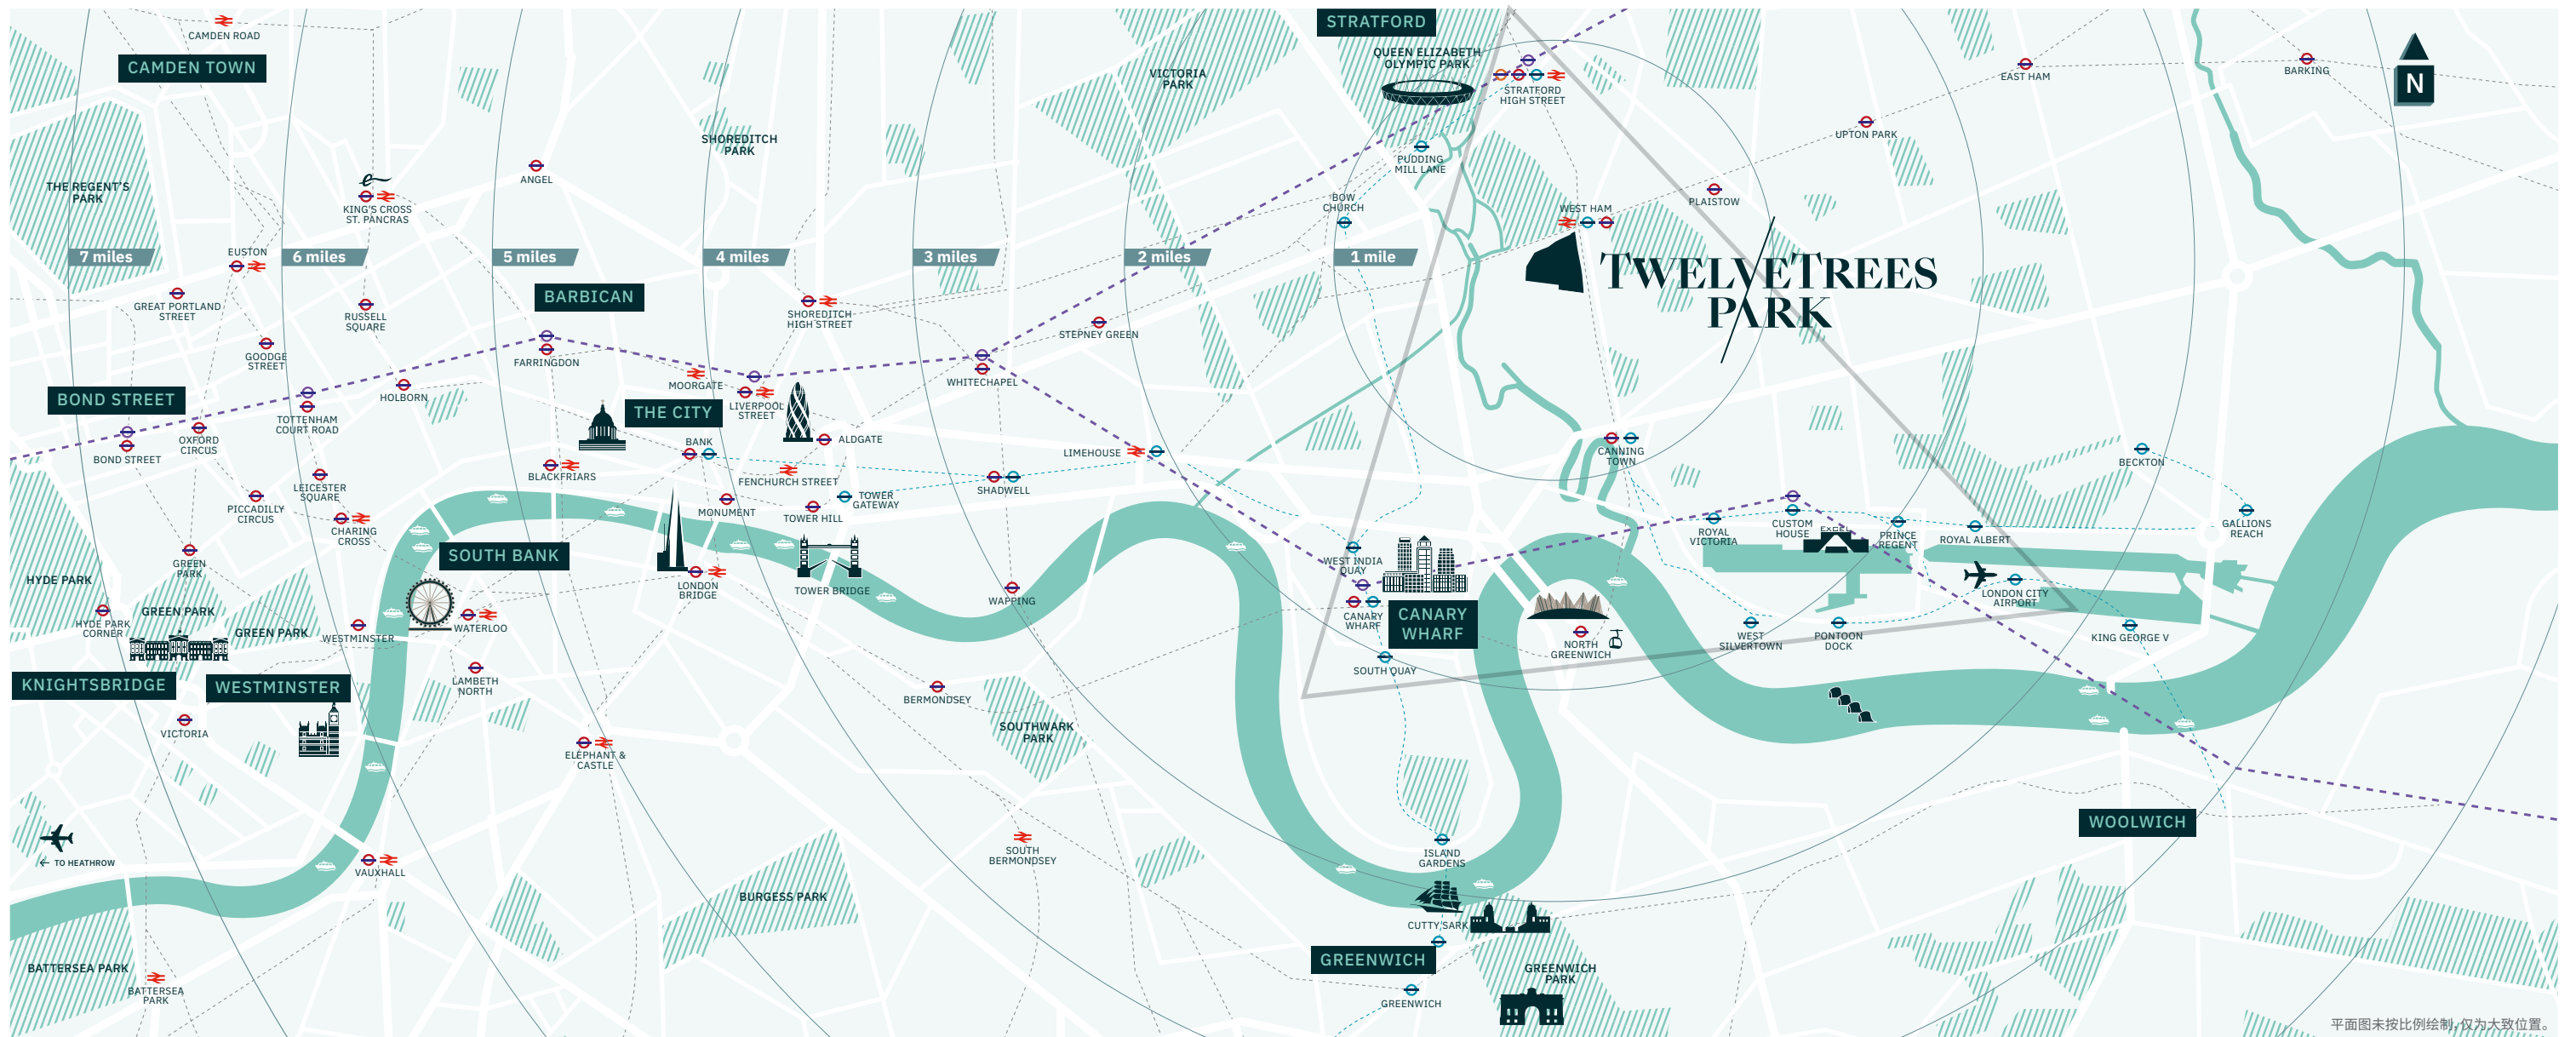 CAMDEN ROAD
CAMDEN TOWN
STRATFORD
QUEEN ELIZABETH
OLYMPIC PARK
VICTORIA
PARK
STRATFORD
HIGH STREET
EAST HAM
BARKING
N
UPTON PARK
SHOREDITCH
PARK
PUDDING
MILL LANE
ANGEL
THE REGENT'S
PARK
KING'S CROSS
ST. PANCRAS
BOW
CHURCH
WEST HAM
PLAISTOW
EUSTON
7 miles
6 miles
5 miles
4 miles
3 miles
2 miles
1 mile
TWELVETREES
PARK
BARBICAN
GREAT PORTLAND
STREET
RUSSELL
SQUARE
SHOREDITCH
HIGH STREET
STEPNEY GREEN
GOODGE
STREET
FARRINGDON
MOORGATE
WHITECHAPEL
BOND STREET
HOLBORN
THE CITY
LIVERPOOL
STREET
TOTTENHAM
COURT ROAD
OXFORD
CIRCUS
BOND STREET
BANK
ALDGATE
LIMEHOUSE
CANNING
TOWN
BECKTON
BLACKFRIARS
FENCHURCH STREET
SHADWELL
LEICESTER
SQUARE
TOWER
GATEWAY
PICCADILLY
CIRCUS
MONUMENT
TOWER HILL
CHARING
CROSS
ROYAL
VICTORIA
CUSTOM
HOUSE
EXCEL
PRINCE
REGENT
ROYAL ALBERT
GALLIONS
REACH
SOUTH BANK
GREEN
PARK
HYDE PARK
LONDON
BRIDGE
TOWER BRIDGE
WAPPING
WEST INDIA
QUAY
LONDON CITY
AIRPORT
GREEN PARK
HYDE PARK
CORNER
GREEN PARK
WESTMINSTER
WATERLOO
CANARY
WHARF
CANARY
WHARF
NORTH
GREENWICH
WEST
SILVERTOWN
PONTOON
DOCK
KING GEORGE V
SOUTH QUAY
KNIGHTSBRIDGE
WESTMINSTER
LAMBETH
NORTH
BERMONDSEY
VICTORIA
SOUTHWARK
PARK
ELEPHANT &
CASTLE
WOOLWICH
TO HEATHROW
VAUXHALL
SOUTH
BERMONDSEY
ISLAND
GARDENS
BURGESS PARK
CUTTY SARK
GREENWICH
BATTERSEA PARK
BATTERSEA
PARK
GREENWICH
PARK
GREENWICH
平面图未按比例绘制，仅为大致位置。